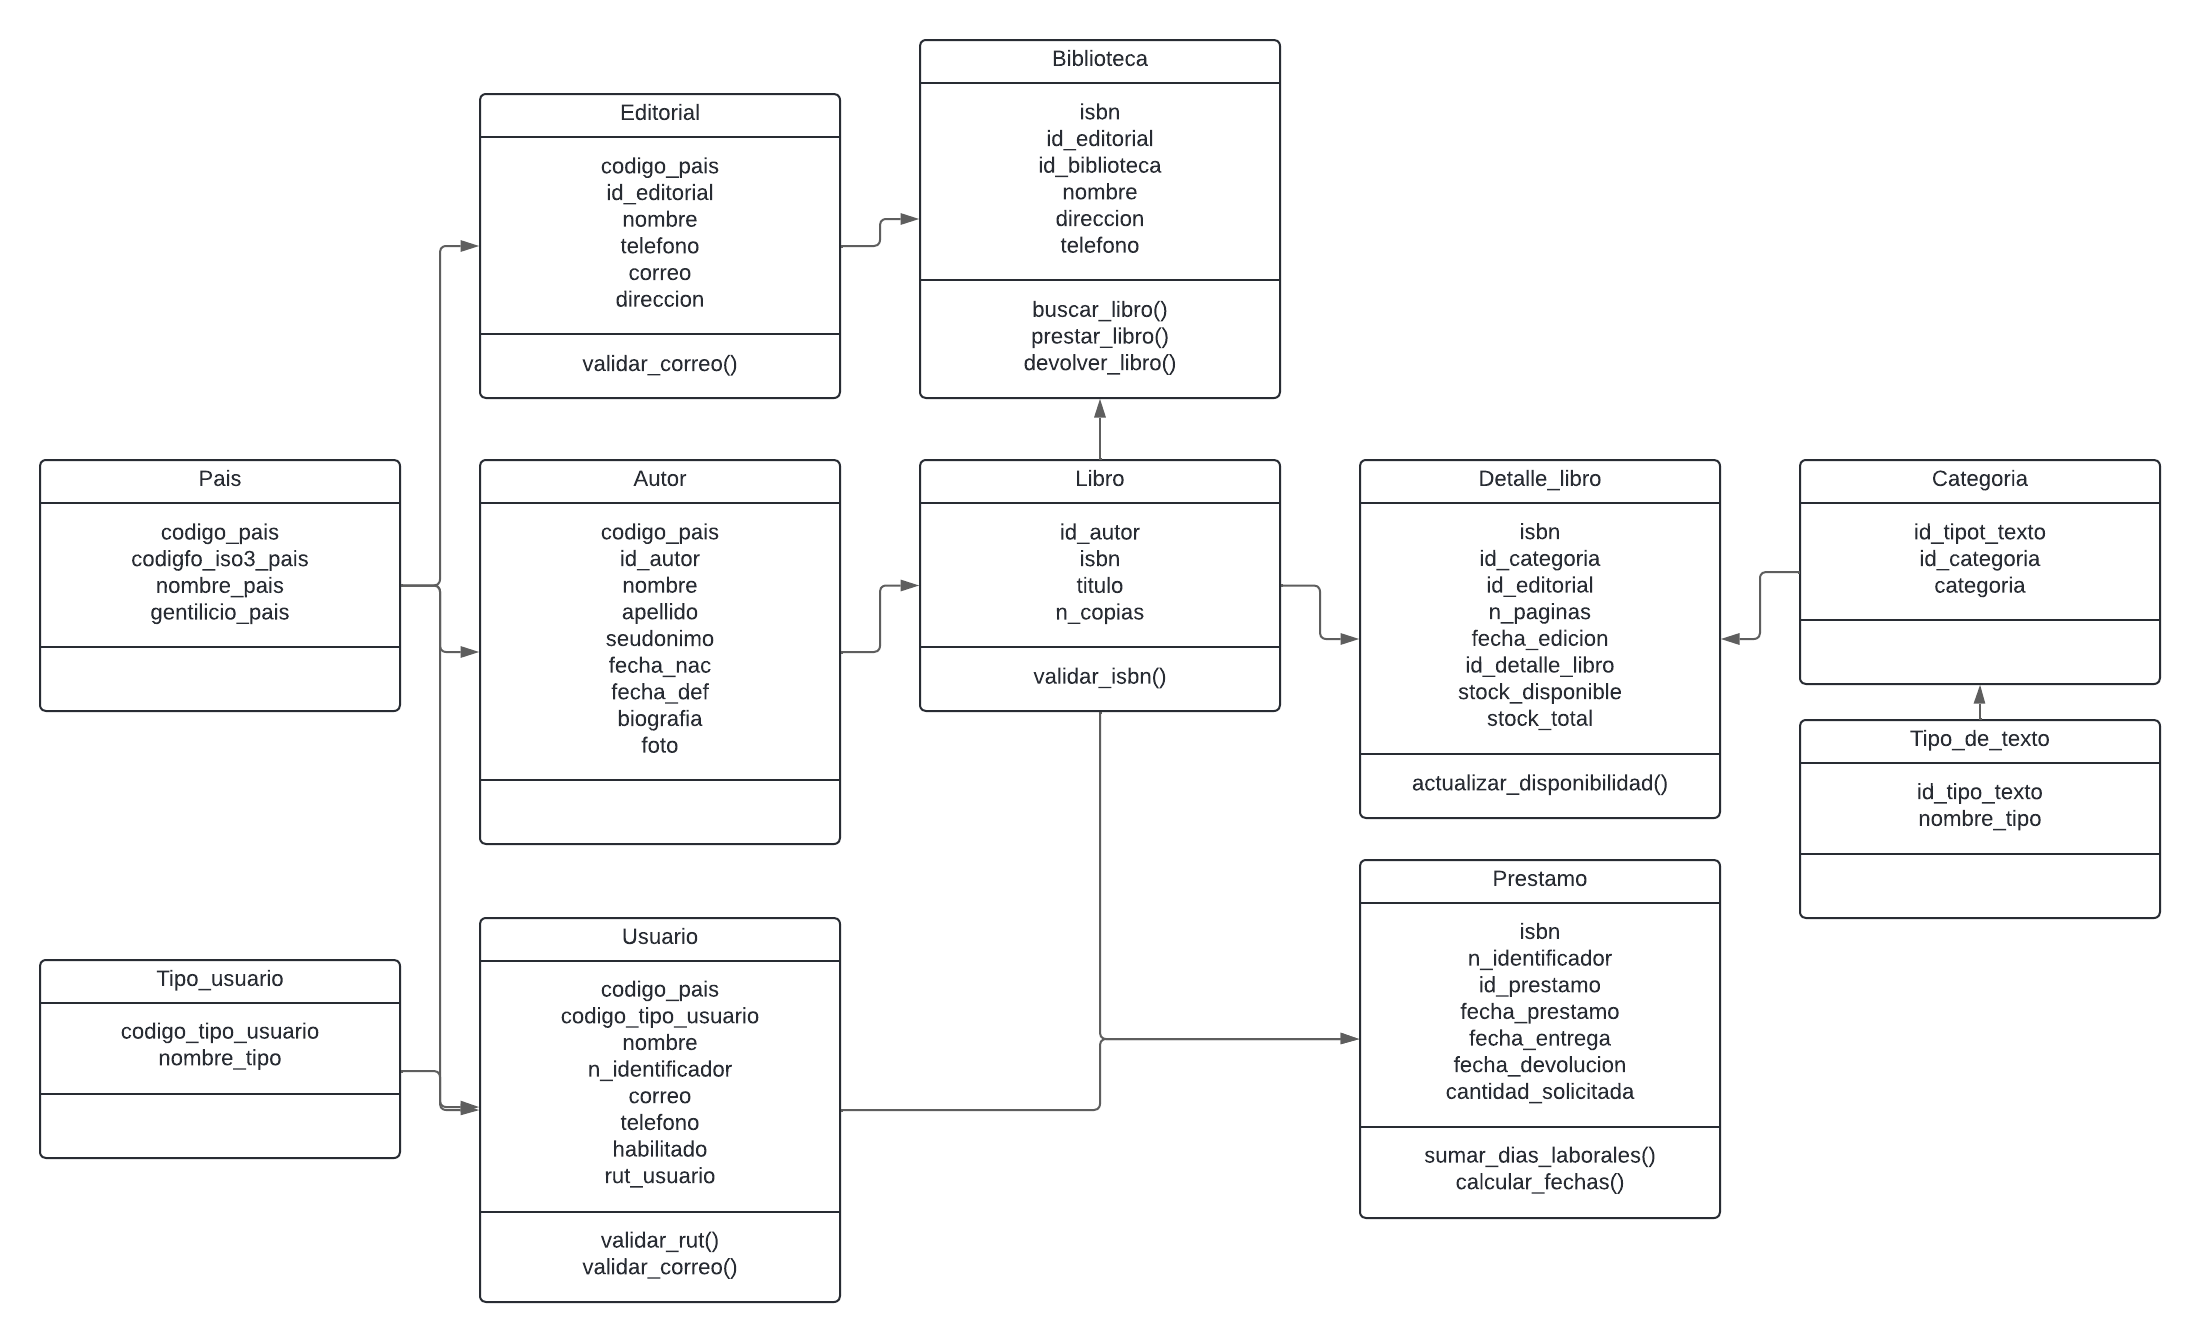 Biblioteca
isbn
id_editorial
id_biblioteca
nombre
direccion
telefono
buscar_libro()
prestar_libro()
devolver_libro()
Editorial
codigo_pais
id_editorial
nombre
telefono
correo
direccion
validar_correo()
Pais
codigo_pais
codigfo_iso3_pais
nombre_pais
gentilicio_pais
Autor
codigo_pais
id_autor
nombre
apellido
seudonimo
fecha_nac
fecha_def
biografia
foto
Libro
id_autor
isbn
titulo
n_copias
validar_isbn()
Detalle_libro
isbn
id_categoria
id_editorial
n_paginas
fecha_edicion
id_detalle_libro
stock_disponible
stock_total
actualizar_disponibilidad()
Categoria
id_tipot_texto
id_categoria
categoria
Tipo_de_texto
id_tipo_texto
nombre_tipo
Tipo_usuario
codigo_tipo_usuario
nombre_tipo
Usuario
codigo_pais
codigo_tipo_usuario
nombre
n_identificador
correo
telefono
habilitado
rut_usuario
validar_rut()
validar_correo()
Prestamo
isbn
n_identificador
id_prestamo
fecha_prestamo
fecha_entrega
fecha_devolucion
cantidad_solicitada
sumar_dias_laborales()
calcular_fechas()